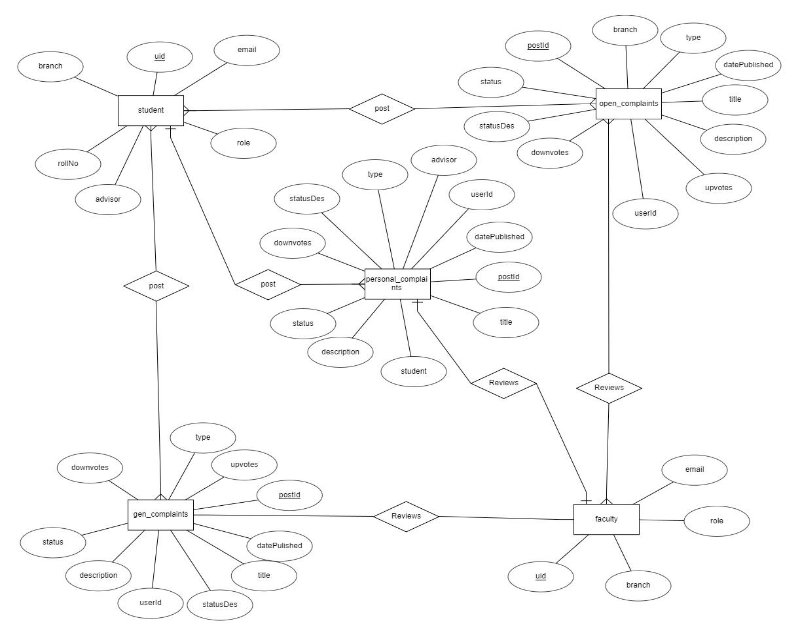 branch
uid
email
student
rollNo
advisor
role
post
postId
branch
type
datePublished
status
open_complaints
title
statusDes
description
downvotes
upvotes
userId
type
advisor
statusDes
userId
downvotes
datePublished
post
personal_complai
nts
postId
status
title
description
student
post
Reviews
Reviews
type
downvotes
upvotes
postId
gen_complaints
status
datePulished
description
title
userId
statusDes
Reviews
email
faculty
role
uid
branch